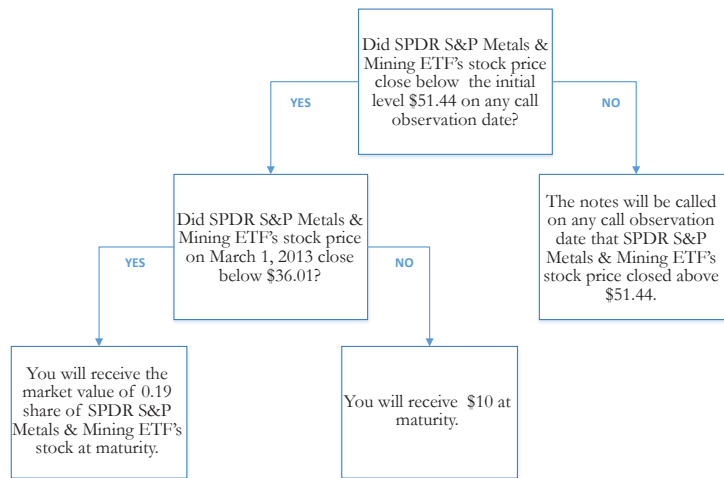 Did SPDR S&P Metals &
Mining ETF's stock price
close below the initial
level $51.44 on any call
observation date?
YES
NO
Did SPDR S&P Metals &
Mining ETF's stock price
on March 1, 2013 close
below $36.01?
The notes will be called
on any call observation
date that SPDR S&P
Metals & Mining ETF's
stock price closed above
$51.44.
YES
NO
You will receive the
market value of 0.19
share of SPDR S&P
Metals & Mining ETF's
stock at maturity.
You will receive $10 at
maturity.